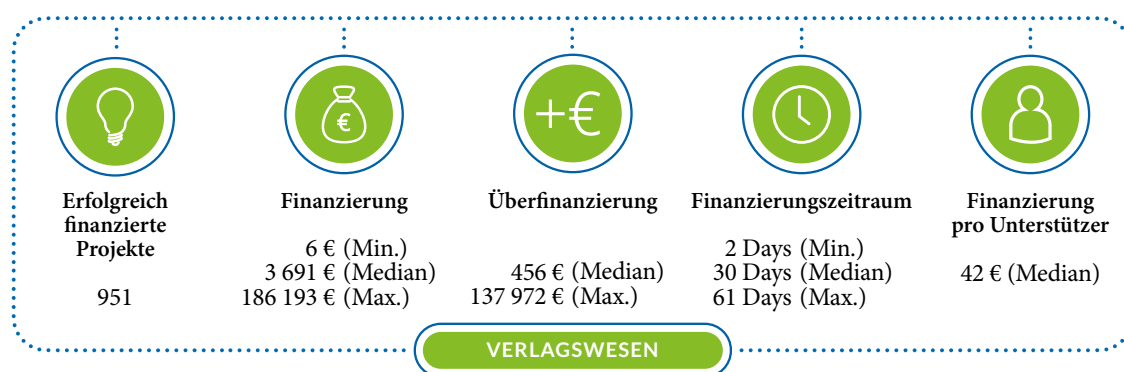 €
+€
Erfolgreich
finanzierte
Projekte
951
Finanzierung
6 € (Min.)
3 691 € (Median)
186 193 € (Max.)
Überfinanzierung
456 € (Median)
137 972 € (Max.)
Finanzierungszeitraum
2 Days (Min.)
30 Days (Median)
61 Days (Max.)
Finanzierung
pro Unterstützer
42 € (Median)
VERLAGSWESEN